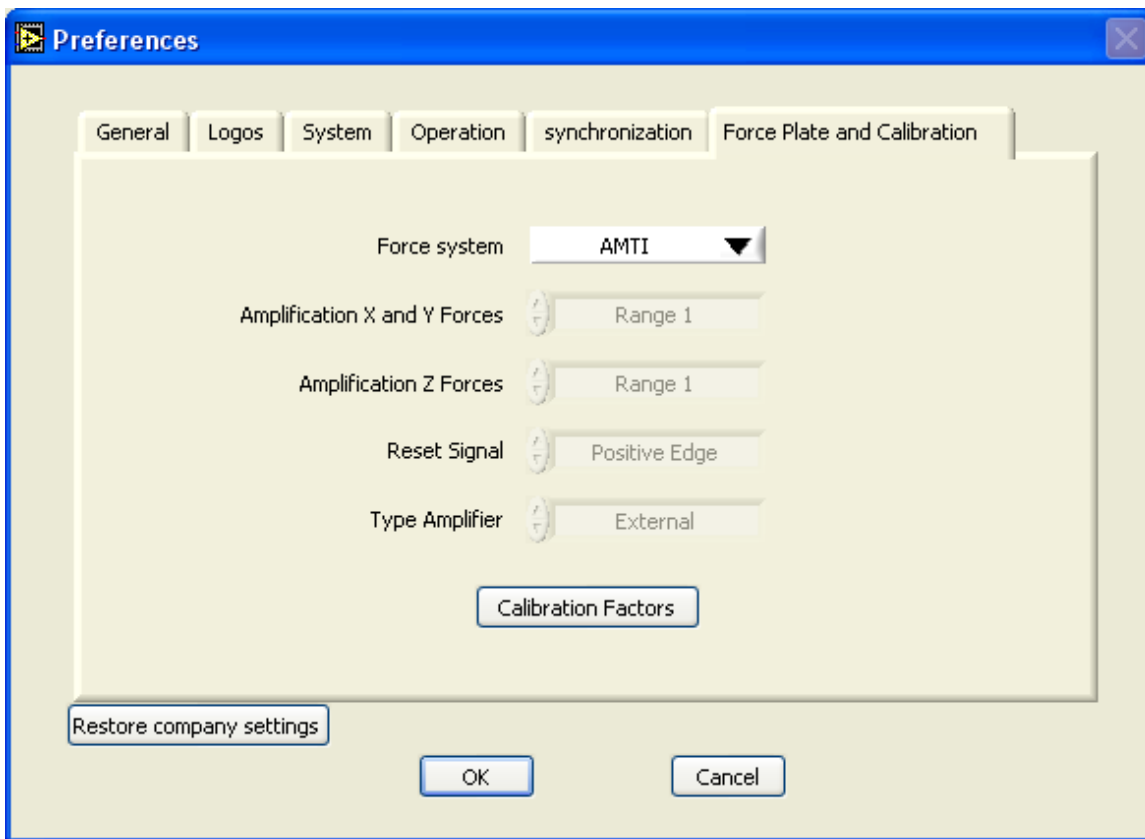 Preferences
General Logos System Operation synchronization Force Plate and Calibration
Force system AMTI
Amplification X and Y Forces Range 1
Amplification Z Forces Range 1
Reset Signal Positive Edge
Type Amplifier External
Calibration Factors
Restore company settings
OK Cancel